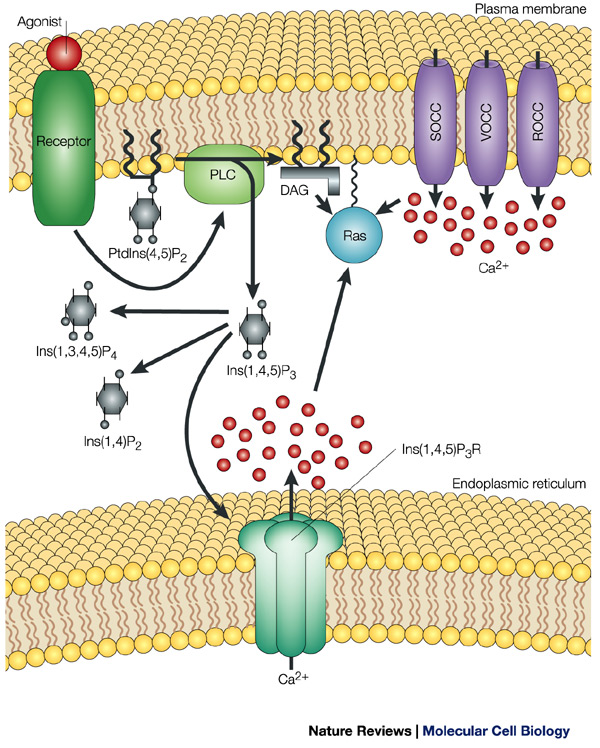 Plasma membrane
Agonist
Receptor
PLC
DAG
Ras
SOCC
VOCC
ROCC
PtdIns(4,5)P2
Ca2+
Ins(1,3,4,5)P4
Ins(1,4,5)P3
Ins(1,4)P2
Ins(1,4,5)P3R
Endoplasmic reticulum
Ca2+
Nature Reviews | Molecular Cell Biology